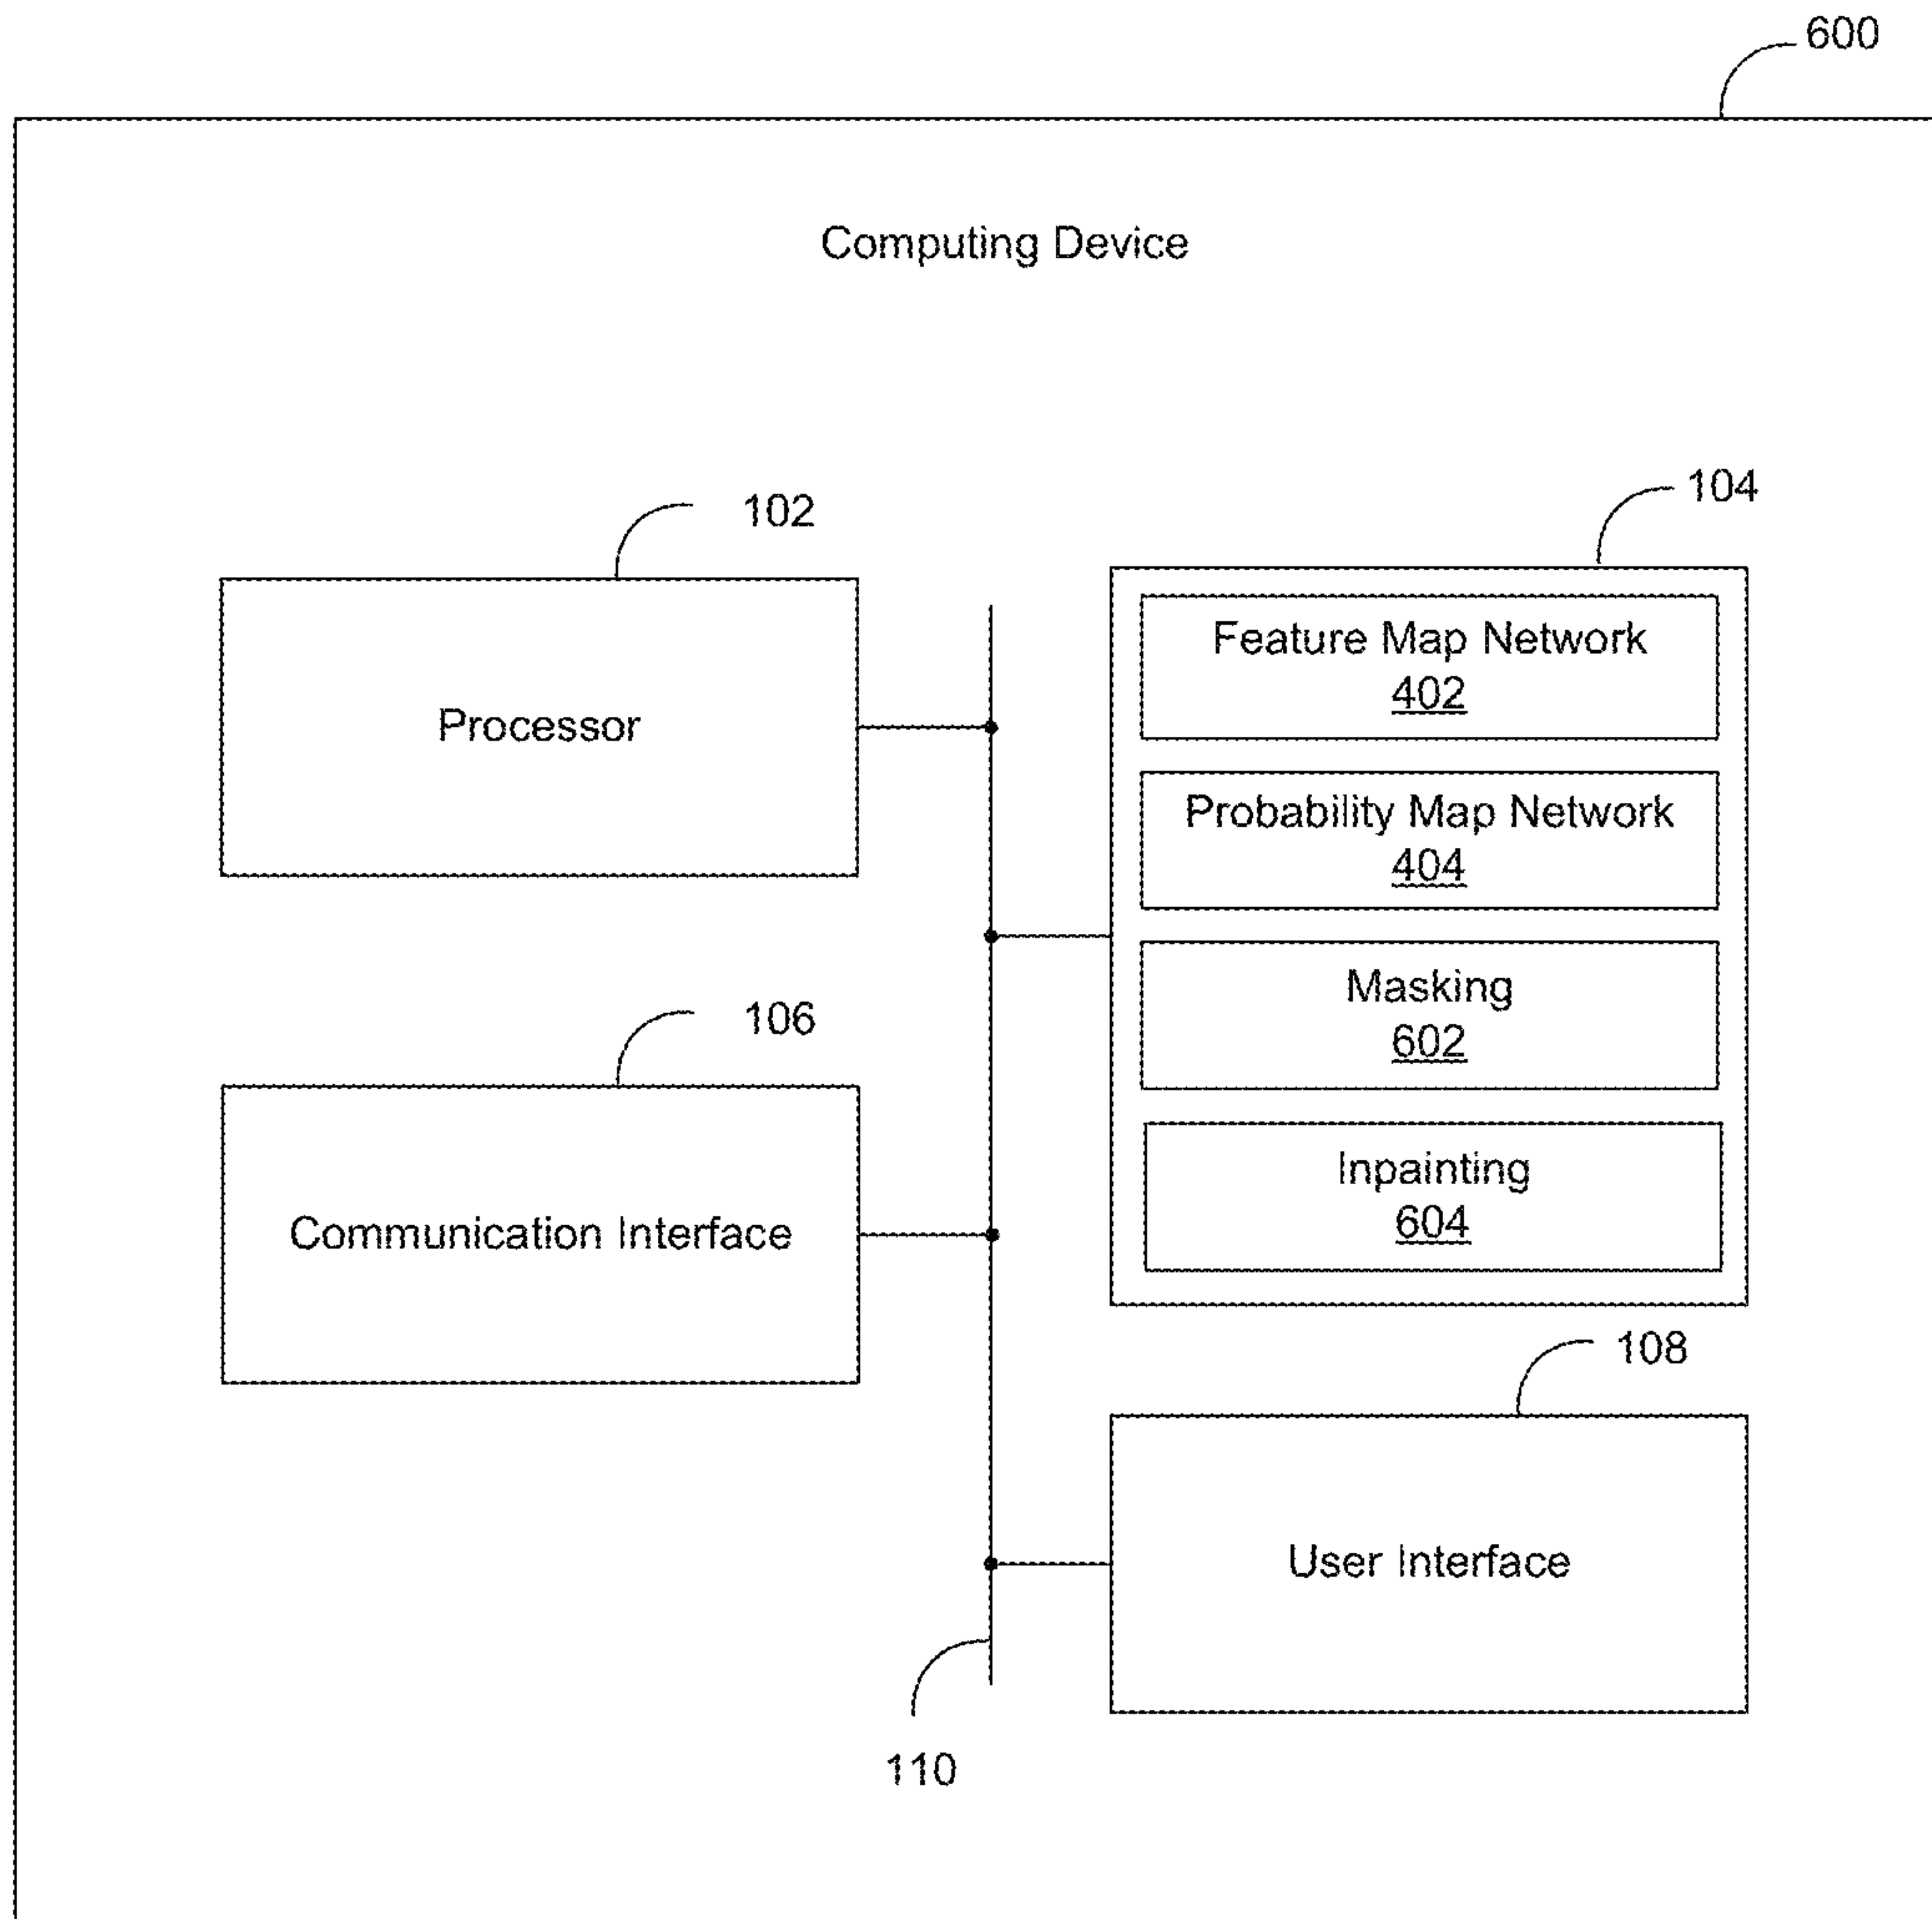 600
Computing Device
102
104
Processor
Feature Map Network
402
Probability Map Network
404
Masking
602
Inpainting
604
106
Communication Interface
108
User Interface
110